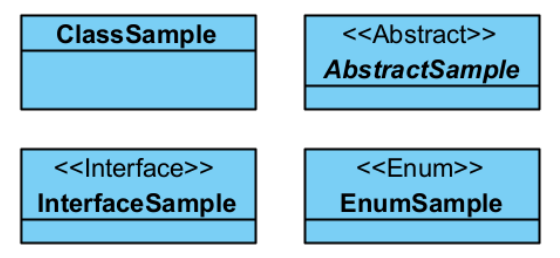 ClassSample
<<Abstract>>
AbstractSample
<<Interface>>
InterfaceSample
<<Enum>>
EnumSample